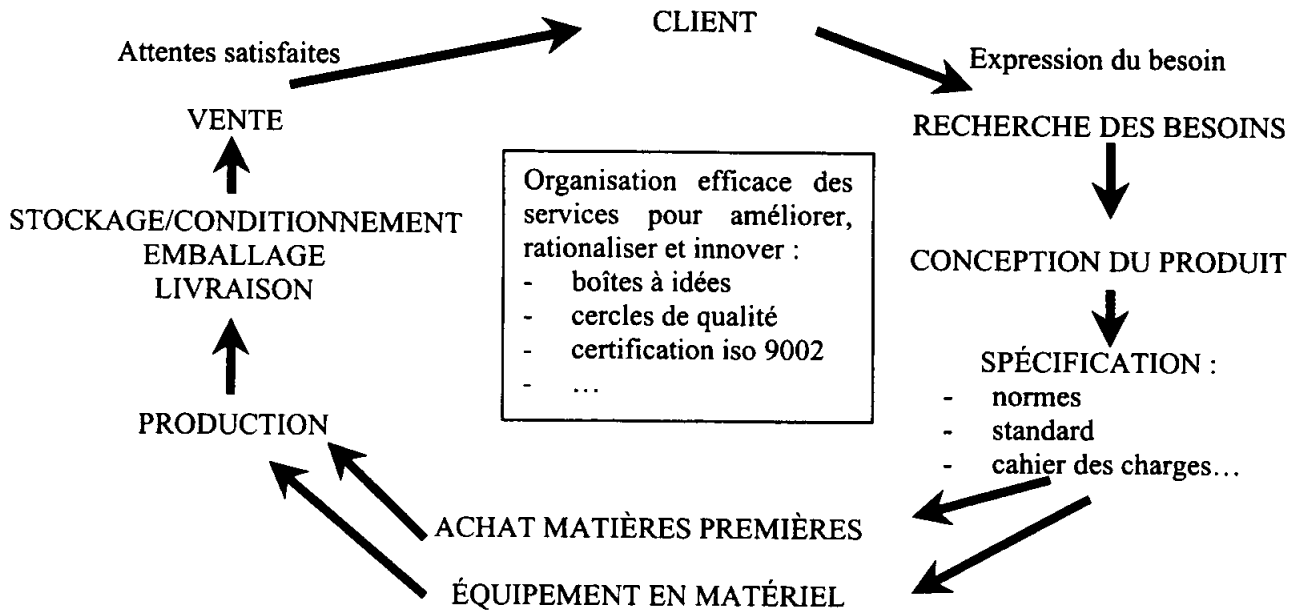 CLIENT
Attentes satisfaites
Expression du besoin
VENTE
RECHERCHE DES BESOINS
Organisation efficace des
services pour améliorer,
rationaliser et innover :
- boîtes à idées
- cercles de qualité
- certification iso 9002
- …
STOCKAGE/CONDITIONNEMENT
EMBALLAGE
LIVRAISON
CONCEPTION DU PRODUIT
SPÉCIFICATION :
- normes
- standard
- cahier des charges…
PRODUCTION
ACHAT MATIÈRES PREMIÈRES
ÉQUIPEMENT EN MATÉRIEL